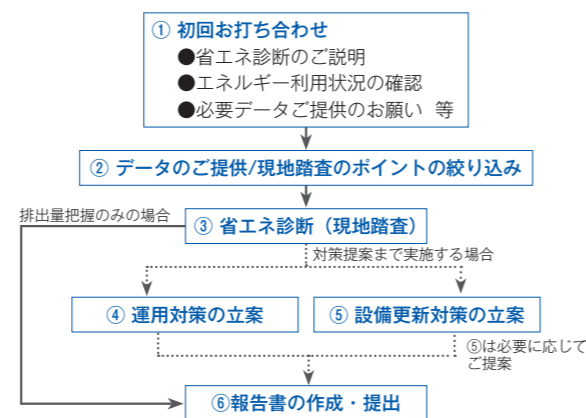 ① 初回お打ち合わせ
●省エネ診断のご説明
●エネルギー利用状況の確認
●必要データご提供のお願い 等
② データのご提供/現地踏査のポイントの絞り込み
排出量把握のみの場合
③ 省エネ診断（現地踏査）
対策提案まで実施する場合
④ 運用対策の立案
⑤ 設備更新対策の立案
⑤は必要に応じて
ご提案
⑥報告書の作成・提出